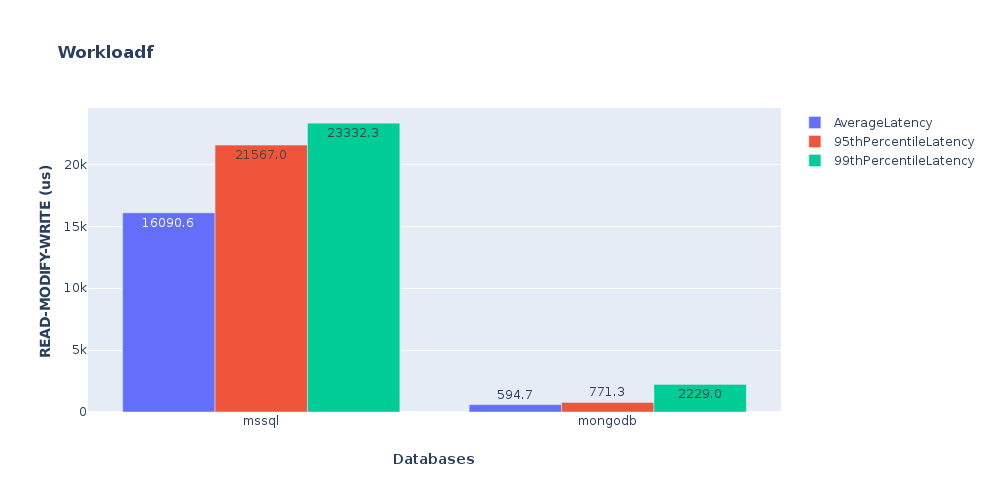 Workloadf
AverageLatency
95thPercentileLatency
99thPercentileLatency
READ-MODIFY-WRITE (us)
20k
15k
10k
5k
0
16090.6
21567.0
23332.3
594.7
771.3
2229.0
mssql
mongodb
Databases